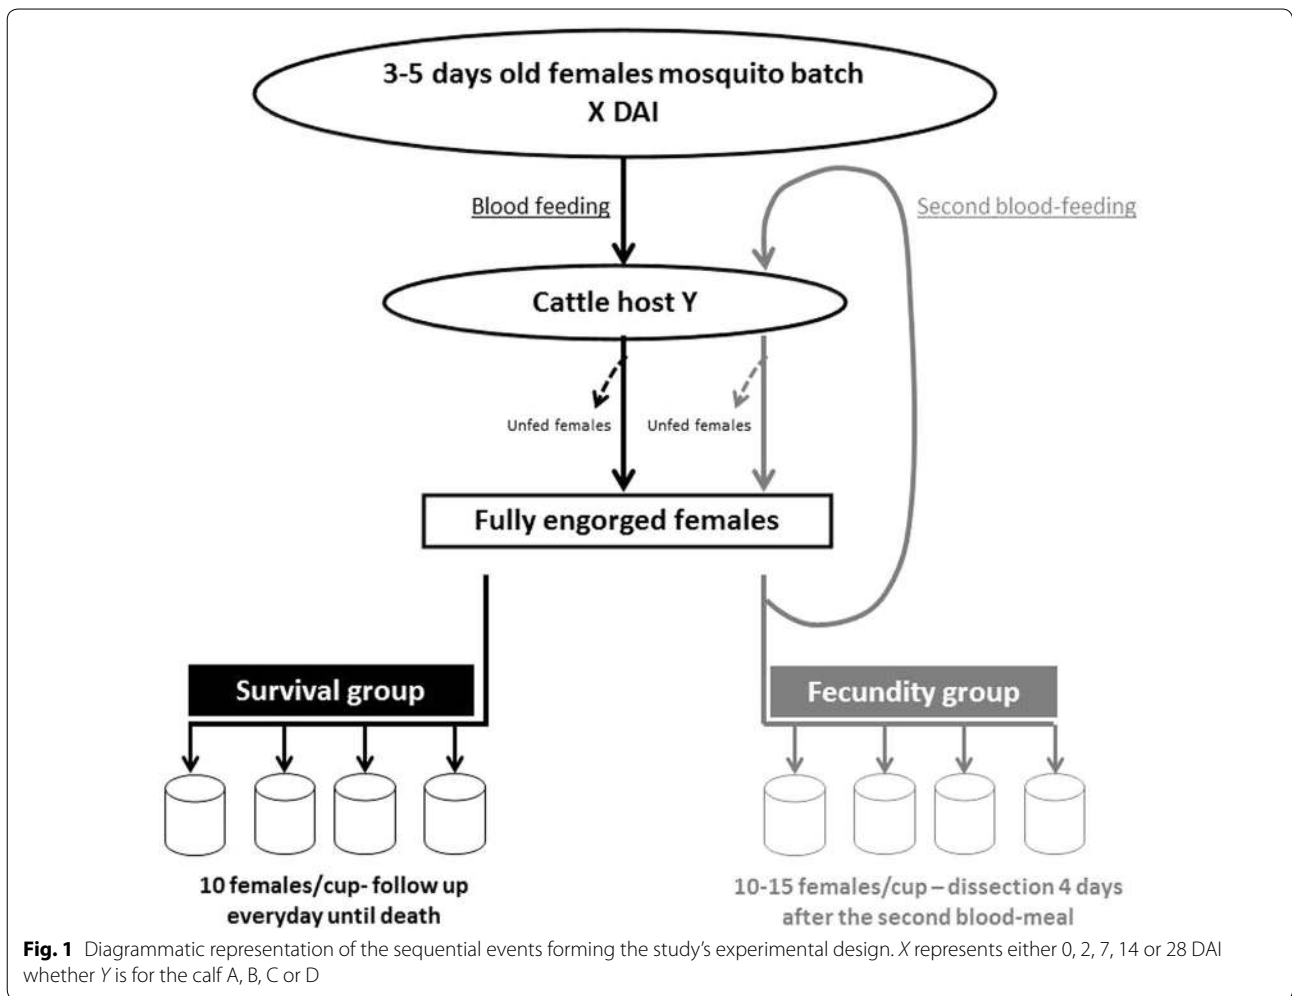 3-5 days old females mosquito batch
X DAI
Blood feeding
Second blood-feeding
Cattle host Y
Unfed females
Unfed females
Fully engorged females
Survival group
Fecundity group
10 females/cup- follow up
everyday until death
10-15 females/cup – dissection 4 days
after the second blood-meal
Fig. 1 Diagrammatic representation of the sequential events forming the study’s experimental design. X represents either 0, 2, 7, 14 or 28 DAI
whether Y is for the calf A, B, C or D